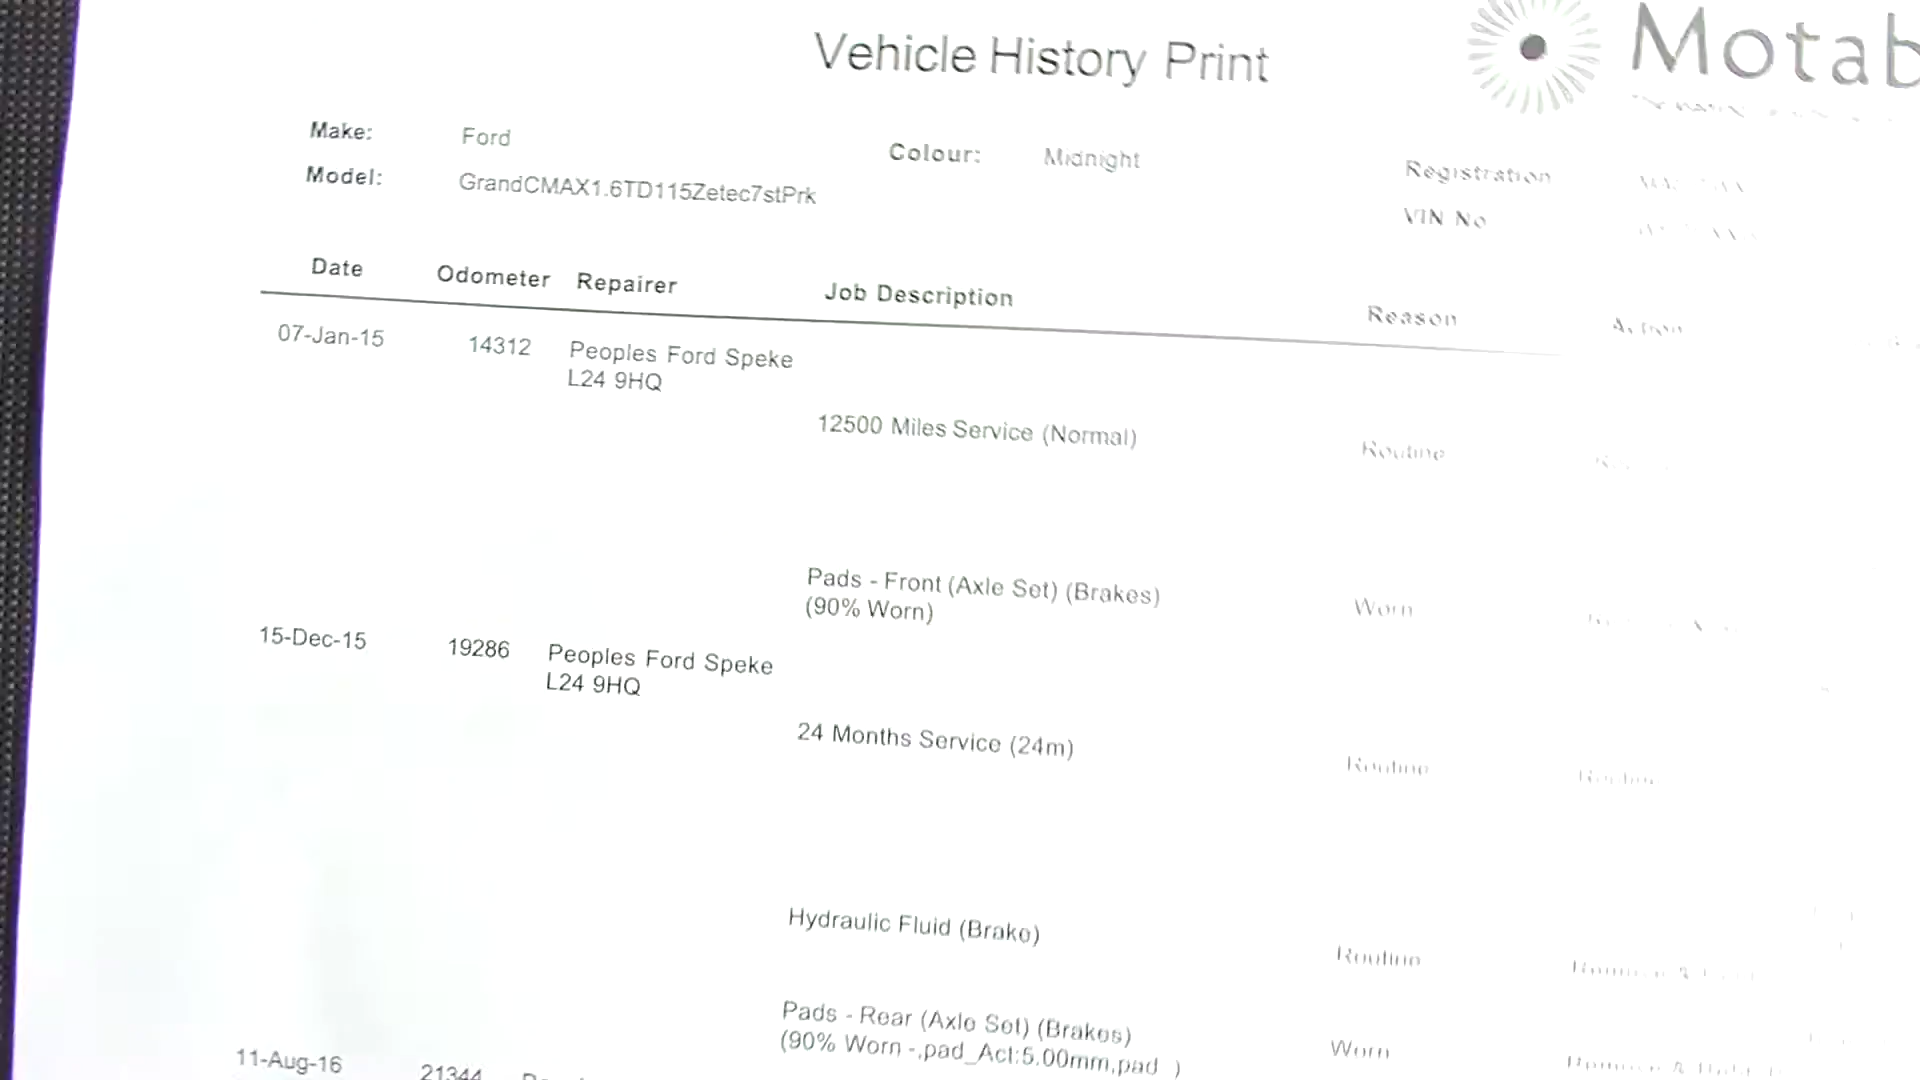 Vehicle History Print
Motab
Make: Ford Colour: Midnight Registration
Model: GrandCMAX1.6TD115Zetec7stPrk VIN No
Date Odometer Repairer Job Description Reason Action
07-Jan-15 14312 Peoples Ford Speke
L24 9HQ
12500 Miles Service (Normal) Routine
Pads - Front (Axle Set) (Brakes) Worn
(90% Worn)
15-Dec-15 19286 Peoples Ford Speke
L24 9HQ
24 Months Service (24m) Routine Routine
Hydraulic Fluid (Brake) Routine
Pads - Rear (Axle Set) (Brakes) Worn
(90% Worn -,pad_Act:5.00mm,pad )
11-Aug-16 21344